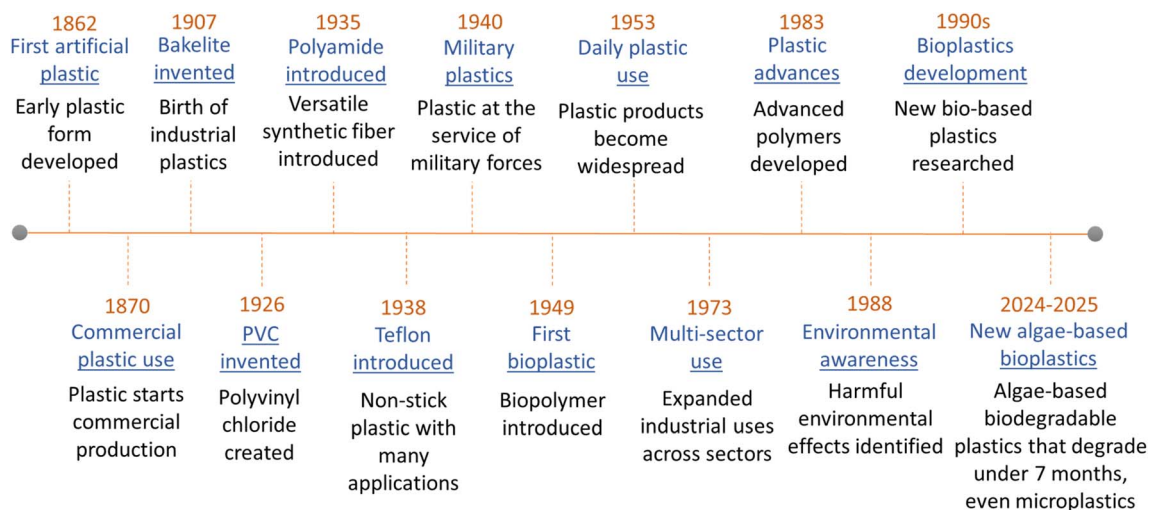 1862
First artificial
plastic
Early plastic
form
developed
1907
Bakelite
invented
Birth of
industrial
plastics
1935
Polyamide
introduced
Versatile
synthetic fiber
introduced
1940
Military
plastics
Plastic at the
service of
military forces
1953
Daily plastic
use
Plastic products
become
widespread
1983
Plastic
advances
Advanced
polymers
developed
1990s
Bioplastics
development
New bio-based
plastics
researched
1870
Commercial
plastic use
Plastic starts
commercial
production
1926
PVC
invented
Polyvinyl
chloride
created
1938
Teflon
introduced
Non-stick
plastic with
many
applications
1949
First
bioplastic
Biopolymer
introduced
1973
Multi-sector
use
Expanded
industrial uses
across sectors
1988
Environmental
awareness
Harmful
environmental
effects identified
2024-2025
New algae-based
bioplastics
Algae-based
biodegradable
plastics that degrade
under 7 months,
even microplastics